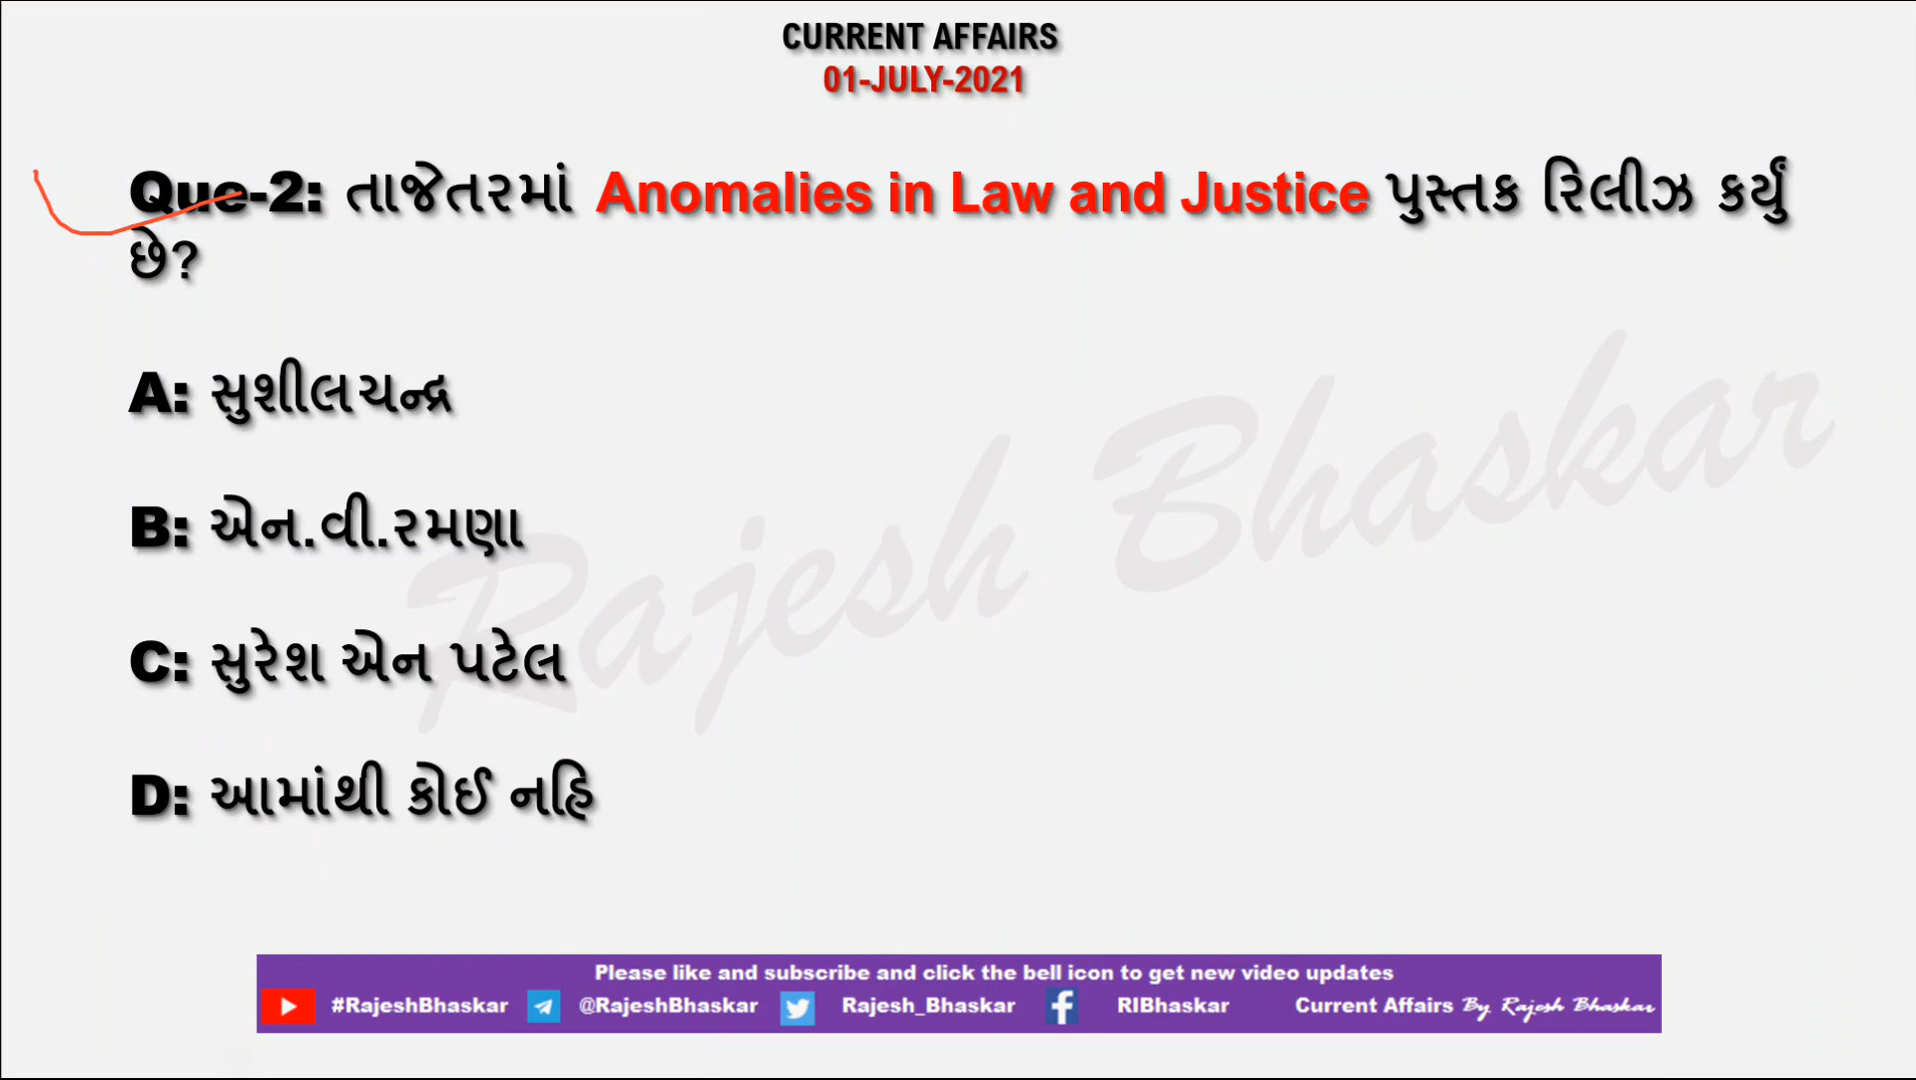 CURRENT AFFAIRS
01-JULY-2021
Que-2: તાજેતરમાં Anomalies in Law and Justice પુસ્તક રિલીઝ કર્યું
છે?
A: સુશીલચન્દ્ર
B: એન.વી.રમણા
C: સુરેશ એન પટેલ
D: આમાંથી કોઈ નહિ
Rajesh Bhaskar
Please like and subscribe and click the bell icon to get new video updates
#RajeshBhaskar @RajeshBhaskar Rajesh_Bhaskar RIBhaskar Current Affairs By Rajesh Bhaskar